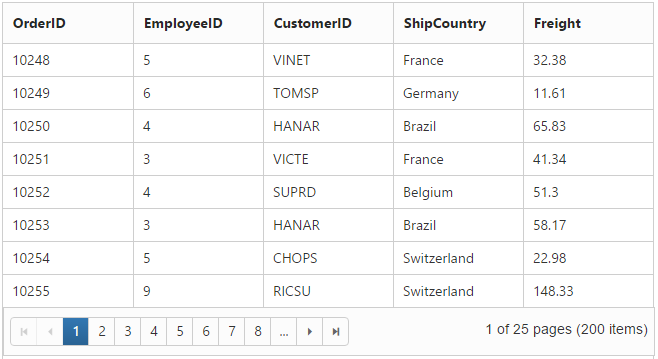 OrderID EmployeeID CustomerID ShipCountry Freight
10248 5 VINET France 32.38
10249 6 TOMSP Germany 11.61
10250 4 HANAR Brazil 65.83
10251 3 VICTE France 41.34
10252 4 SUPRD Belgium 51.3
10253 3 HANAR Brazil 58.17
10254 5 CHOPS Switzerland 22.98
10255 9 RICSU Switzerland 148.33
1 2 3 4 5 6 7 8 ... 1 of 25 pages (200 items)